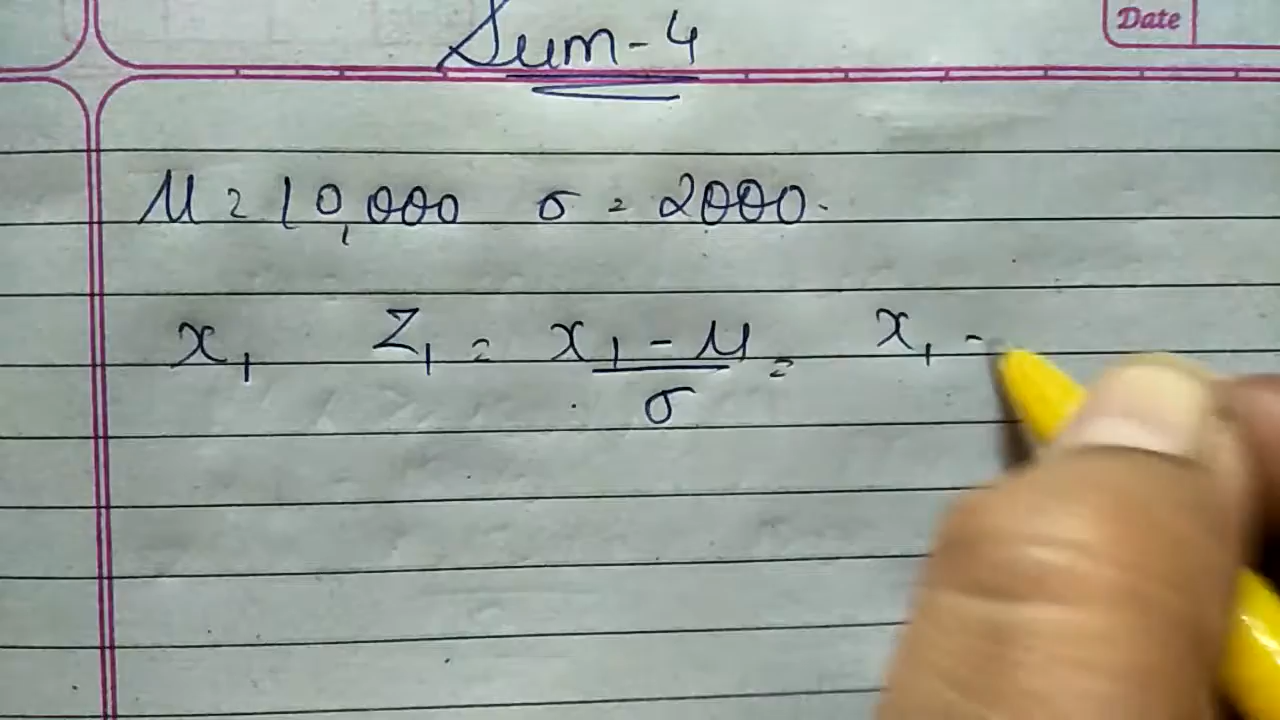 Date
Sum-4
μ = 10,000 σ = 2000.
x₁ Z₁ = x₁ - μ = x₁ -
σ